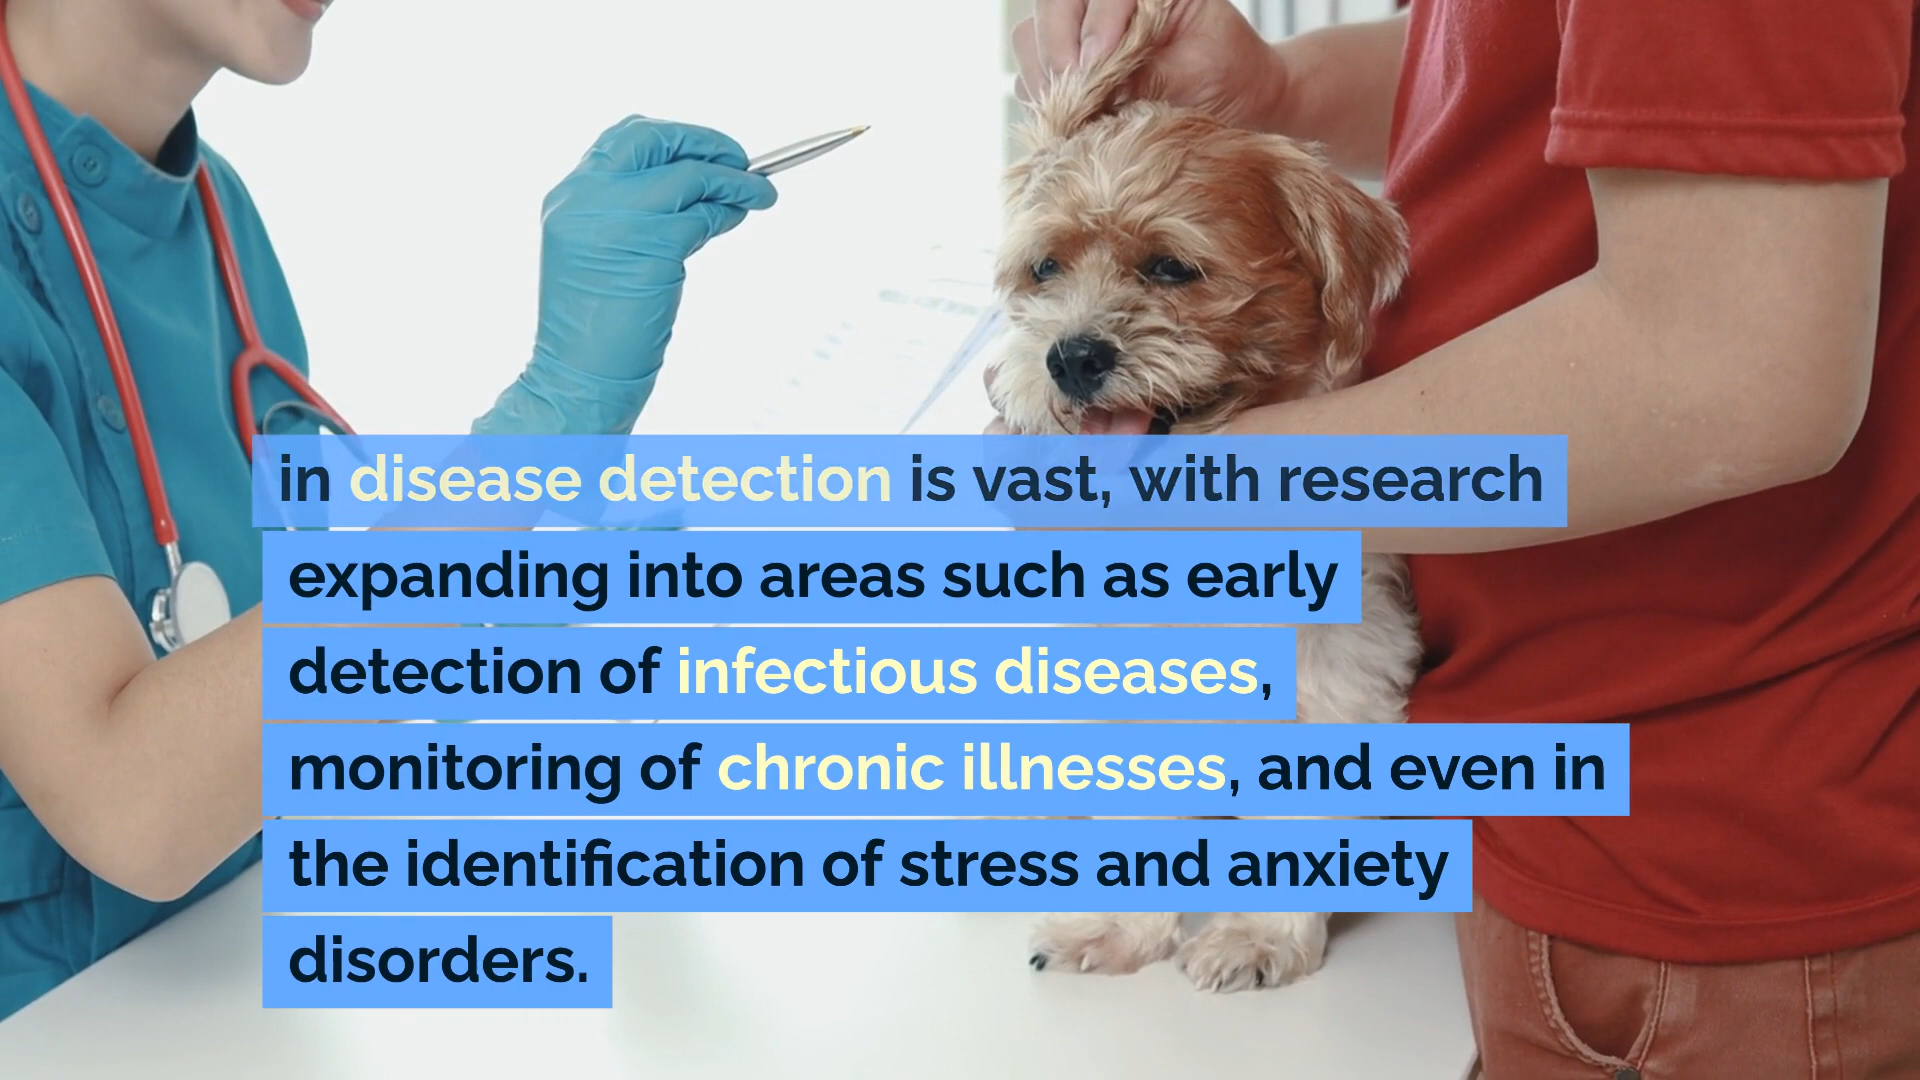 in disease detection is vast, with research
expanding into areas such as early
detection of infectious diseases,
monitoring of chronic illnesses, and even in
the identification of stress and anxiety
disorders.